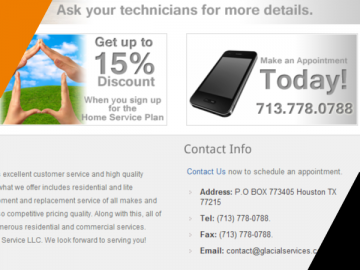 Ask your technicians for more details.
Get up to
15%
Discount
When you sign up
for the
Home Service Plan
Make an Appointment
Today!
713.778.0788
Contact Info
Contact Us now to schedule an appointment.
Address: P.O BOX 773405 Houston TX
77215
Tel: (713) 778-0788.
Fax: (713) 778-0788.
Email: contact@glacialservices.c
s excellent customer service and high quality
what we offer includes residential and lite
ement and replacement service of all makes and
o competitive pricing quality. Along with this, all of
nerous residential and commercial services.
Service LLC. We look forward to serving you!